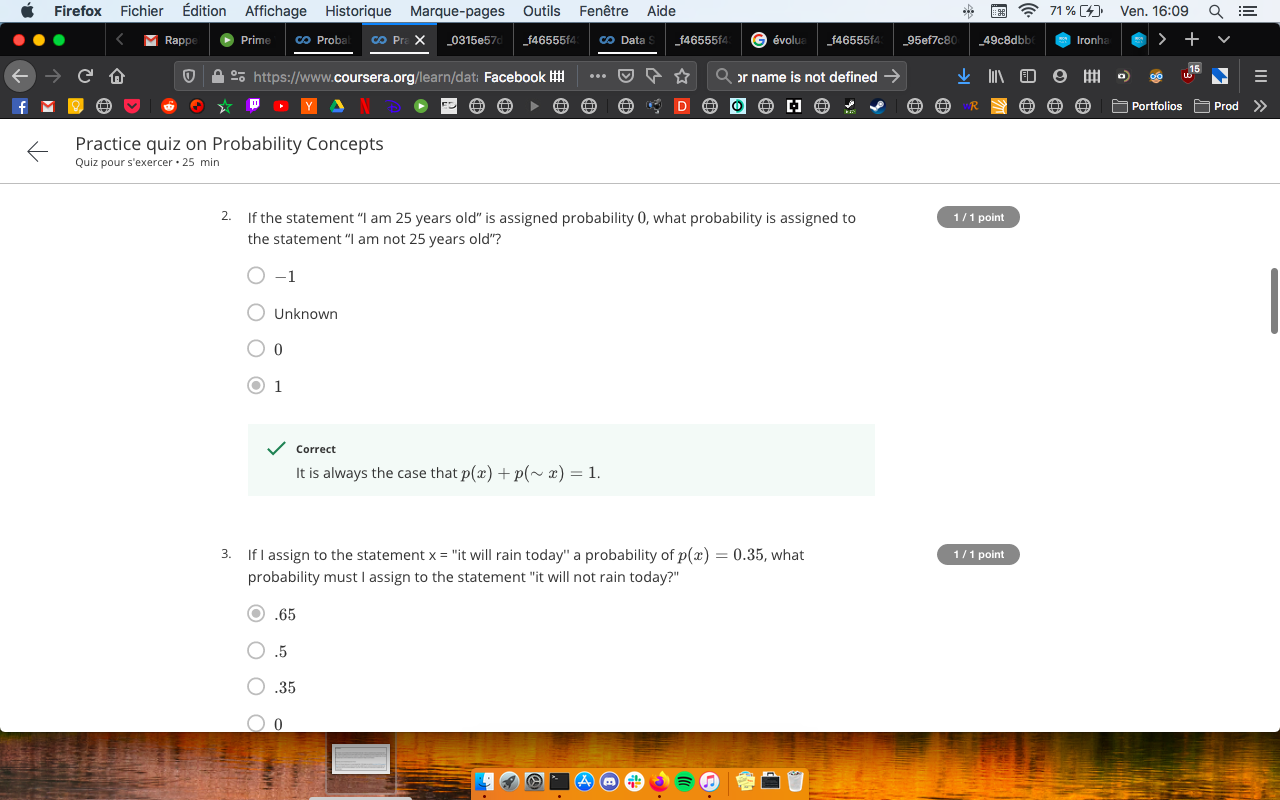 Firefox Fichier Édition Affichage Historique Marque-pages Outils Fenêtre Aide 71 % Ven. 16:09
Rappe Prime Proba Pra _0315e57 _f46555f4 Data S _f46555f4 évolua _f46555f4 _95ef7c80 _49c8dbb Ironha
https://www.coursera.org/learn/dat Facebook or name is not defined 15
Portfolios Prod
Practice quiz on Probability Concepts
Quiz pour s'exercer • 25 min
2. If the statement “I am 25 years old” is assigned probability 0, what probability is assigned to 1 / 1 point
the statement “I am not 25 years old”?
−1
Unknown
0
1
Correct
It is always the case that p(x) + p(∼ x) = 1.
3. If I assign to the statement x = "it will rain today'' a probability of p(x) = 0.35, what 1 / 1 point
probability must I assign to the statement "it will not rain today?"
.65
.5
.35
0